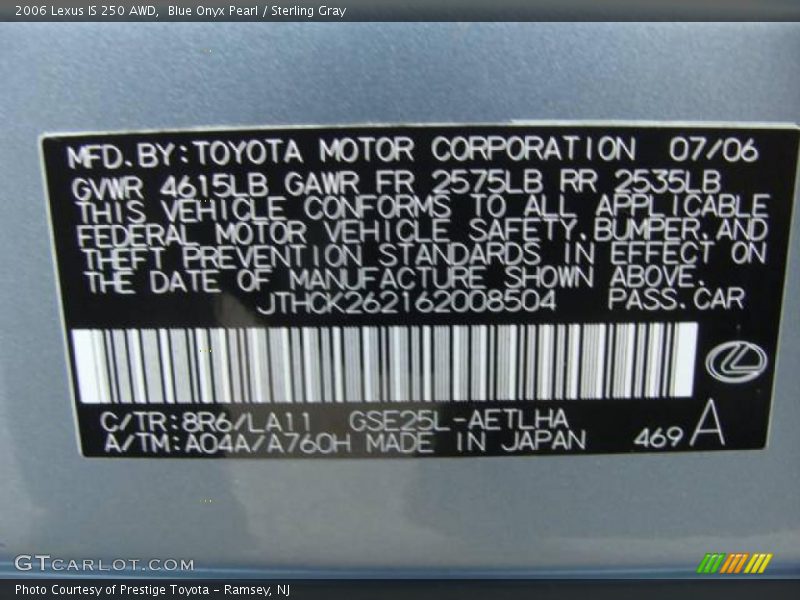 2006 Lexus IS 250 AWD,  Blue Onyx Pearl / Sterling Gray
MFD. BY: TOYOTA MOTOR CORPORATION 07/06
GVWR 4615LB GAWR FR 2575LB RR 2535LB
THIS VEHICLE CONFORMS TO ALL APPLICABLE
FEDERAL MOTOR VEHICLE SAFETY, BUMPER, AND
THEFT PREVENTION STANDARDS IN EFFECT ON
THE DATE OF MANUFACTURE SHOWN ABOVE.
JTHCK262162008504 PASS. CAR
C/TR: 8R6/LA11 GSE25L-AETLHA
A/TM: A04A/A760H MADE IN JAPAN 469 A
GTCARLOT.COM
Photo Courtesy of Prestige Toyota - Ramsey, NJ